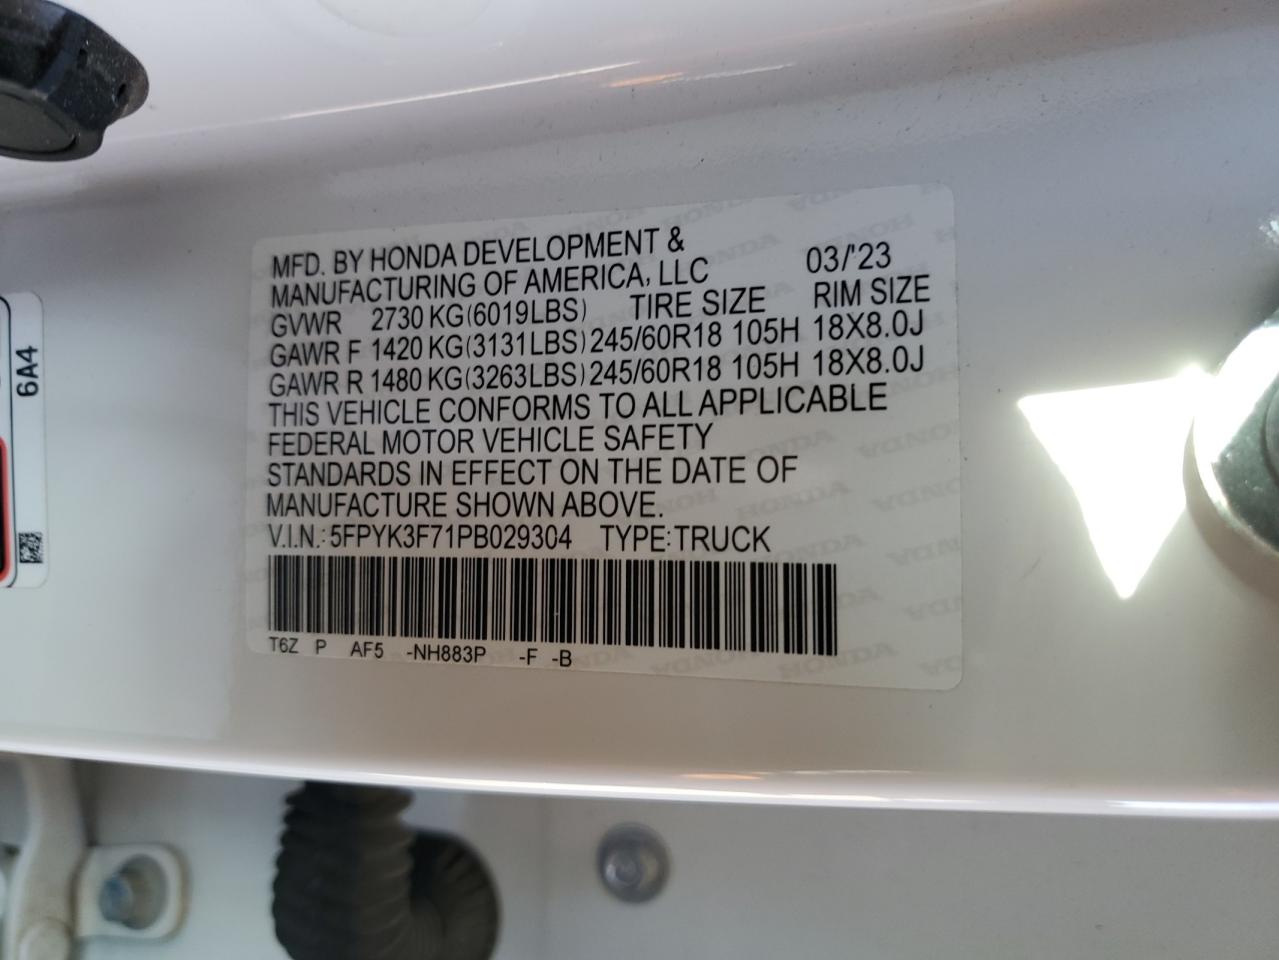 MFD. BY HONDA DEVELOPMENT &
MANUFACTURING OF AMERICA, LLC 03/'23
GVWR 2730 KG(6019LBS) TIRE SIZE RIM SIZE
GAWR F 1420 KG(3131LBS) 245/60R18 105H 18X8.0J
GAWR R 1480 KG(3263LBS) 245/60R18 105H 18X8.0J
THIS VEHICLE CONFORMS TO ALL APPLICABLE
FEDERAL MOTOR VEHICLE SAFETY
STANDARDS IN EFFECT ON THE DATE OF
MANUFACTURE SHOWN ABOVE.
V.I.N.: 5FPYK3F71PB029304 TYPE: TRUCK
T6Z P AF5 -NH883P -F -B
6A4